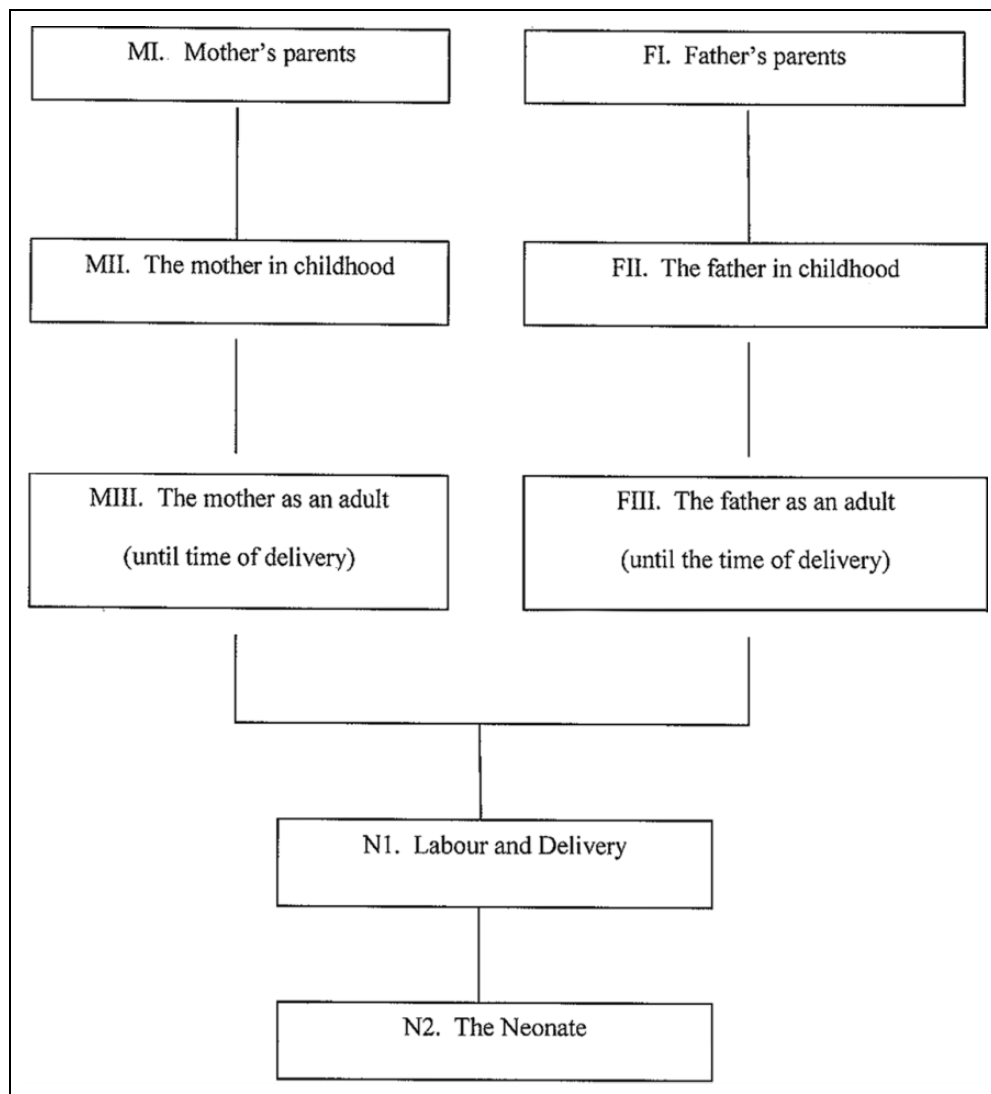 MI. Mother's parents
FI. Father's parents
MII. The mother in childhood
FII. The father in childhood
MIII. The mother as an adult
(until time of delivery)
FIII. The father as an adult
(until the time of delivery)
N1. Labour and Delivery
N2. The Neonate